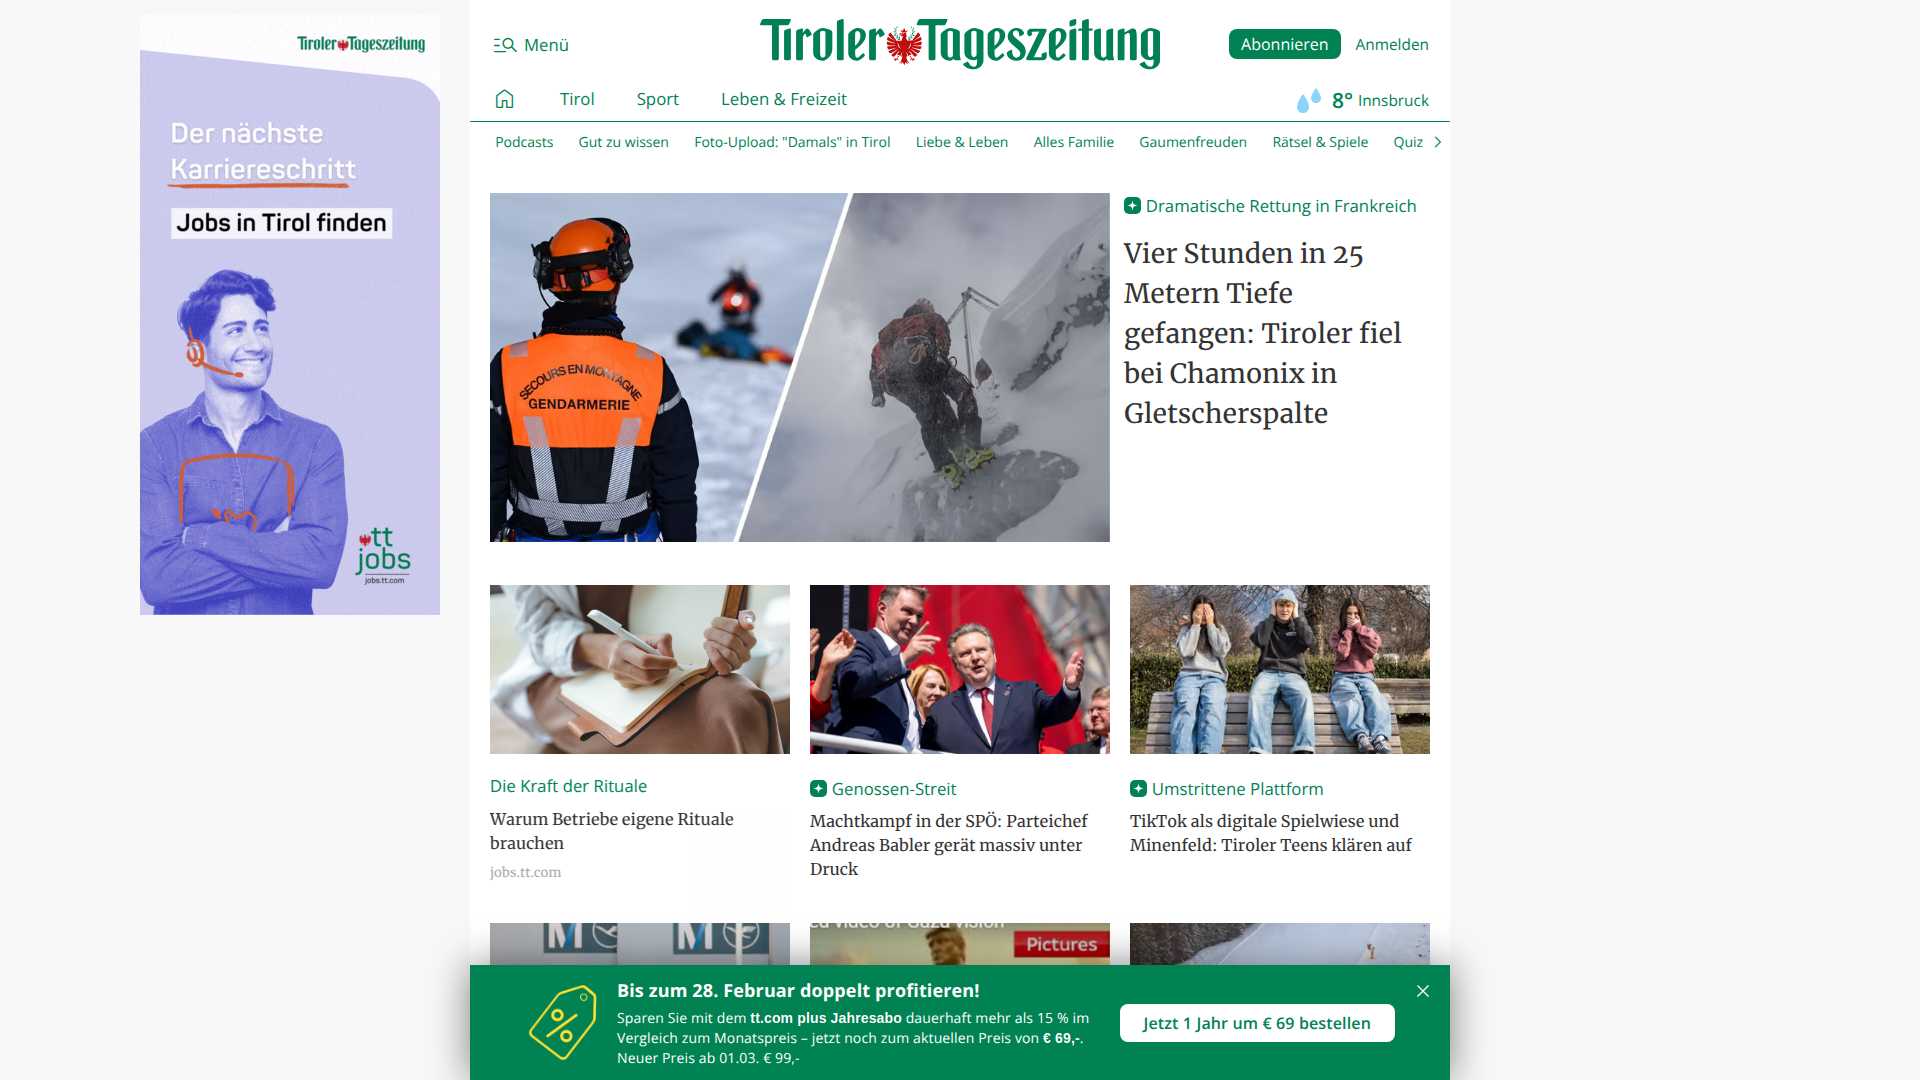 Tiroler Tageszeitung
Der nächste
Karriereschritt
Jobs in Tirol finden
tt
jobs
jobs.tt.com
Menü
Tiroler Tageszeitung
Abonnieren
Anmelden
Tirol
Sport
Leben & Freizeit
8° Innsbruck
Podcasts
Gut zu wissen
Foto-Upload: "Damals" in Tirol
Liebe & Leben
Alles Familie
Gaumenfreuden
Rätsel & Spiele
Quiz
SECOURS EN MONTAGNE
GENDARMERIE
Dramatische Rettung in Frankreich
Vier Stunden in 25
Metern Tiefe
gefangen: Tiroler fiel
bei Chamonix in
Gletscherspalte
Die Kraft der Rituale
Warum Betriebe eigene Rituale
brauchen
jobs.tt.com
Genossen-Streit
Machtkampf in der SPÖ: Parteichef
Andreas Babler gerät massiv unter
Druck
Umstrittene Plattform
TikTok als digitale Spielwiese und
Minenfeld: Tiroler Teens klären auf
Pictures
Bis zum 28. Februar doppelt profitieren!
Sparen Sie mit dem tt.com plus Jahresabo dauerhaft mehr als 15 % im
Vergleich zum Monatspreis – jetzt noch zum aktuellen Preis von € 69,-.
Neuer Preis ab 01.03. € 99,-
Jetzt 1 Jahr um € 69 bestellen